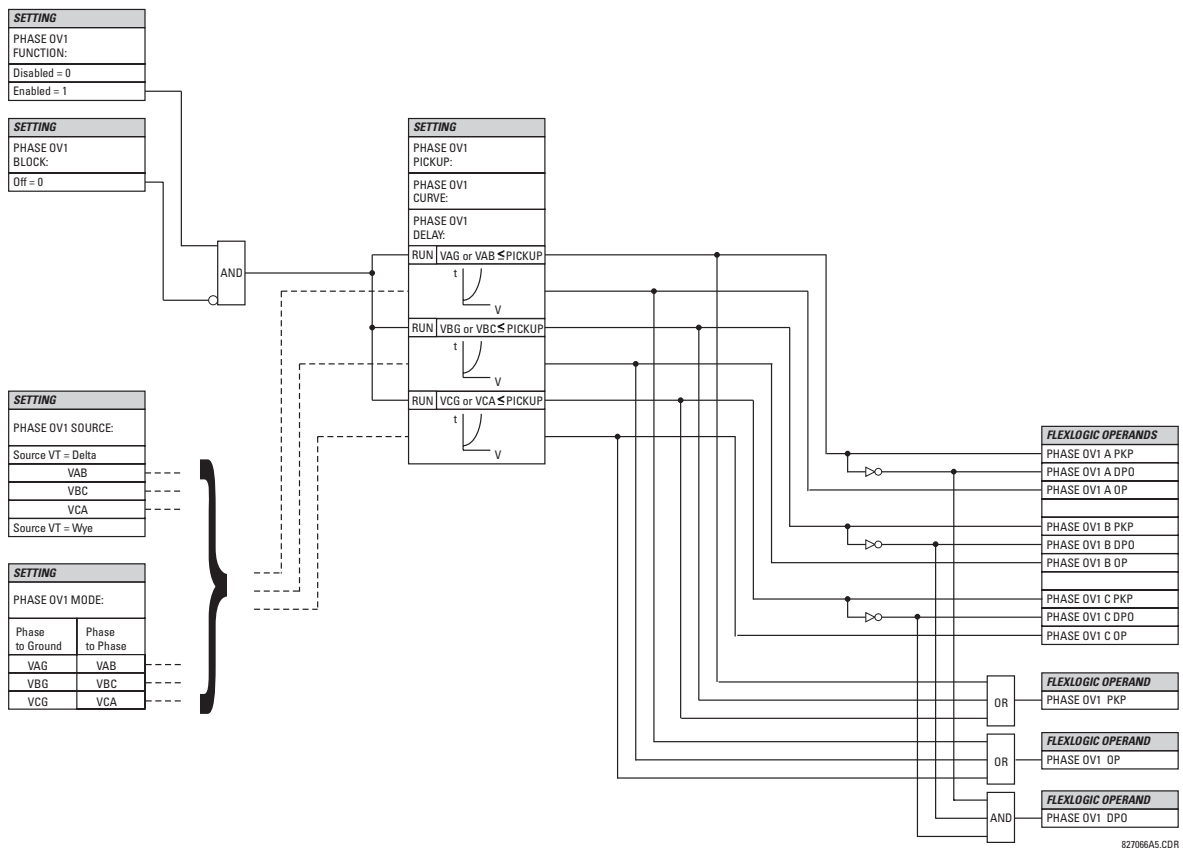 SETTING
PHASE OV1
FUNCTION:
Disabled = 0
Enabled = 1
SETTING
PHASE OV1
BLOCK:
Off = 0
AND
SETTING
PHASE OV1
PICKUP:
PHASE OV1
CURVE:
PHASE OV1
DELAY:
RUN VAG or VAB ≤ PICKUP
t
V
RUN VBG or VBC ≤ PICKUP
t
V
RUN VCG or VCA ≤ PICKUP
t
V
SETTING
PHASE OV1 SOURCE:
Source VT = Delta
VAB
VBC
VCA
Source VT = Wye
SETTING
PHASE OV1 MODE:
Phase to Ground
Phase to Phase
VAG VAB
VBG VBC
VCG VCA
FLEXLOGIC OPERANDS
PHASE OV1 A PKP
PHASE OV1 A DPO
PHASE OV1 A OP
PHASE OV1 B PKP
PHASE OV1 B DPO
PHASE OV1 B OP
PHASE OV1 C PKP
PHASE OV1 C DPO
PHASE OV1 C OP
OR
FLEXLOGIC OPERAND
PHASE OV1 PKP
OR
FLEXLOGIC OPERAND
PHASE OV1 OP
AND
FLEXLOGIC OPERAND
PHASE OV1 DPO
827066A5.CDR